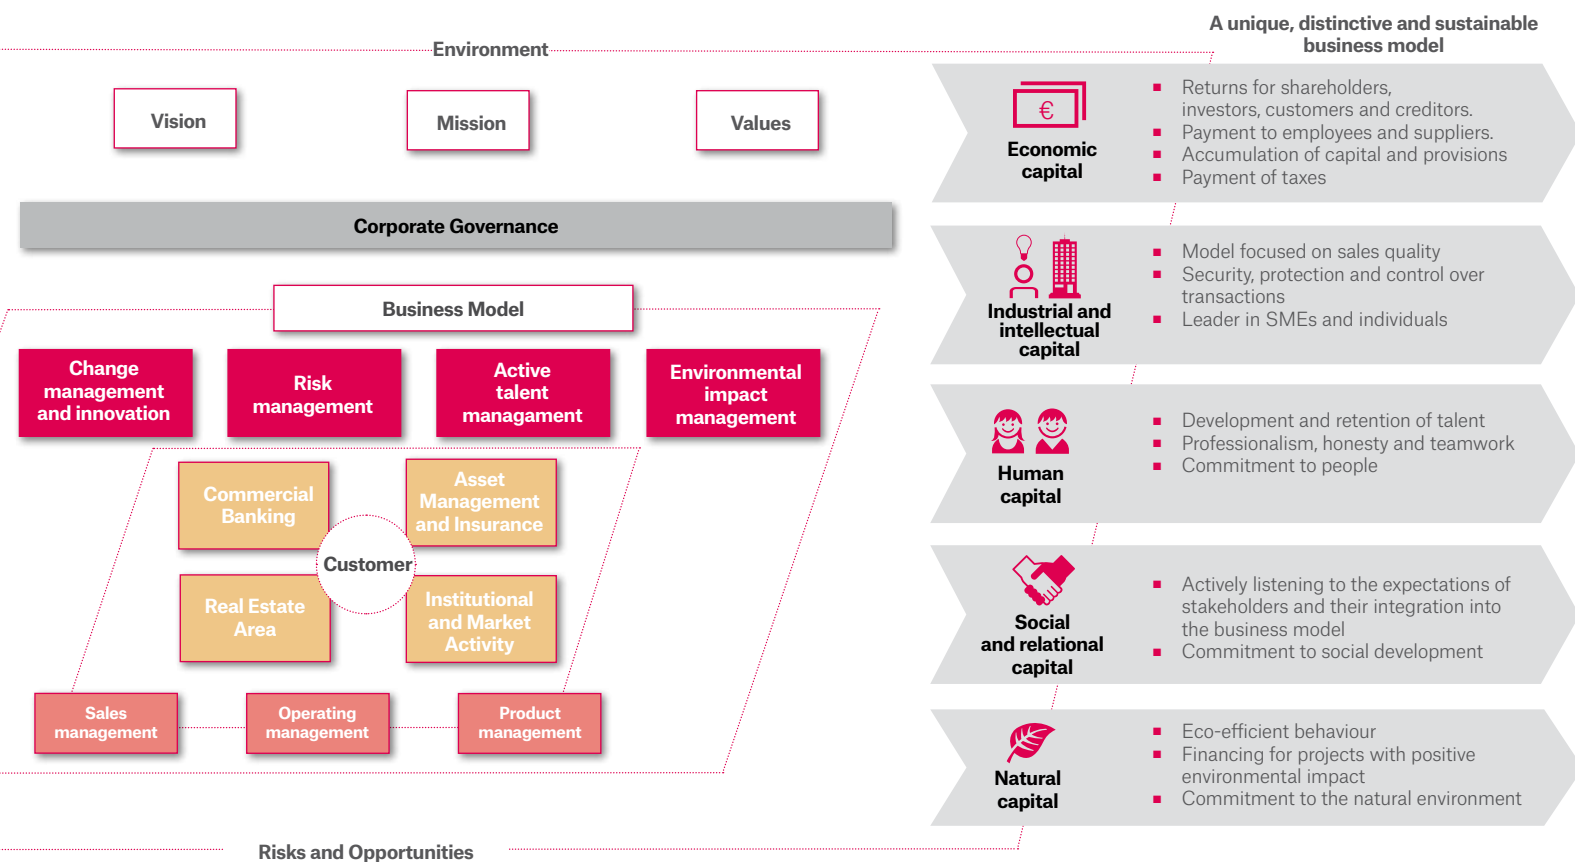 A unique, distinctive and sustainable
business model
Environment
Vision
Mission
Values
Corporate Governance
Business Model
Change
management
and innovation
Risk
management
Active
talent
managament
Environmental
impact
management
Commercial
Banking
Asset
Management
and Insurance
Customer
Real Estate
Area
Institutional
and Market
Activity
Sales
management
Operating
management
Product
management
Risks and Opportunities
€
Economic
capital
Returns for shareholders,
investors, customers and creditors.
Payment to employees and suppliers.
Accumulation of capital and provisions
Payment of taxes
Industrial and
intellectual
capital
Model focused on sales quality
Security, protection and control over
transactions
Leader in SMEs and individuals
Human
capital
Development and retention of talent
Professionalism, honesty and teamwork
Commitment to people
Social
and relational
capital
Actively listening to the expectations of
stakeholders and their integration into
the business model
Commitment to social development
Natural
capital
Eco-efficient behaviour
Financing for projects with positive
environmental impact
Commitment to the natural environment